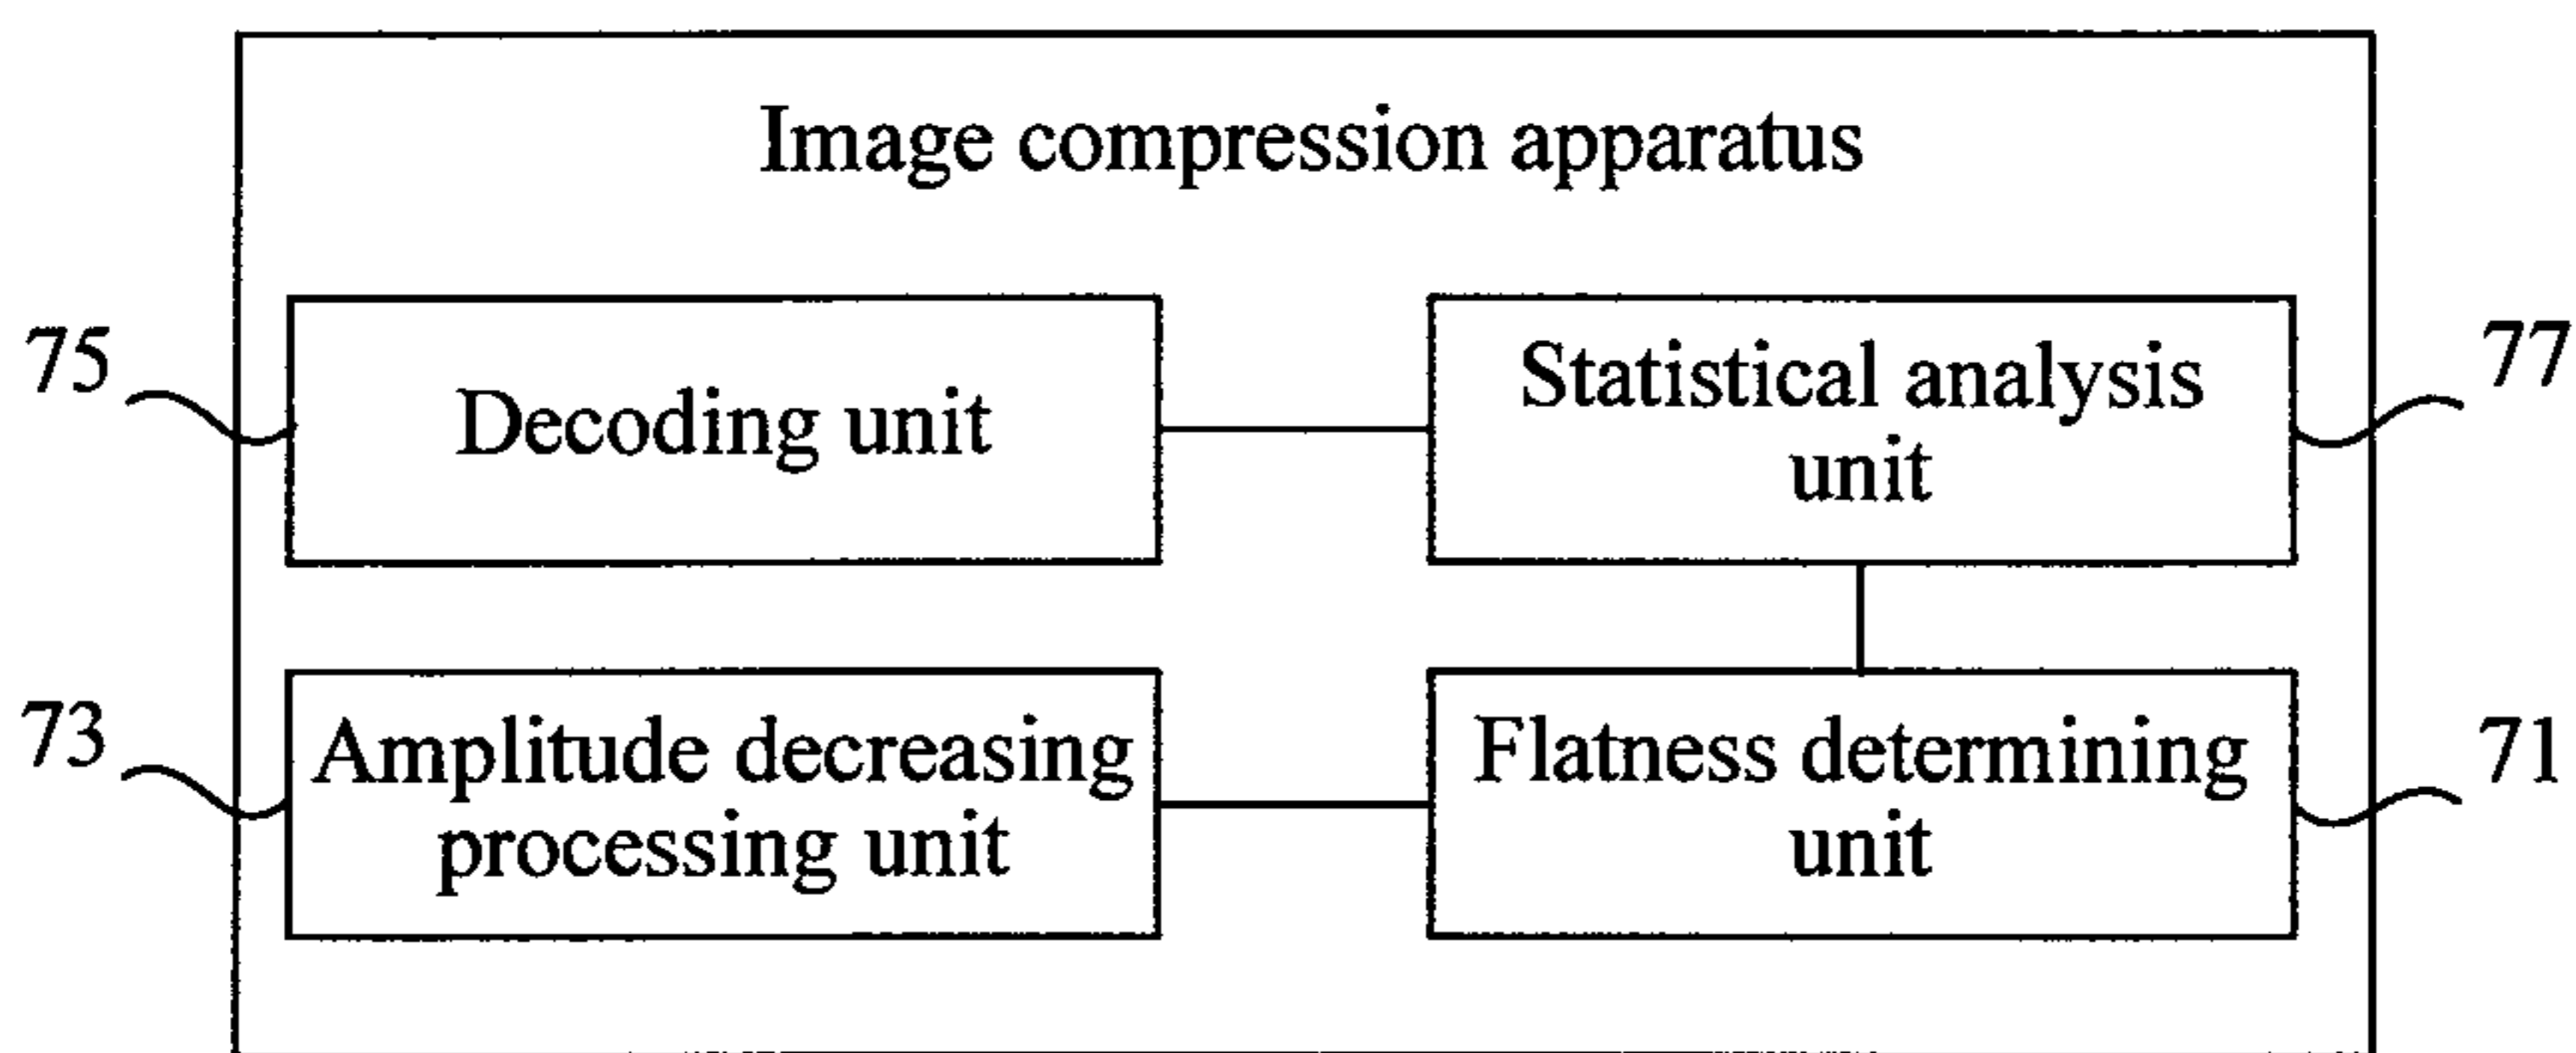 Image compression apparatus
75
Decoding unit
Statistical analysis
unit
77
73
Amplitude decreasing
processing unit
Flatness determining
unit
71